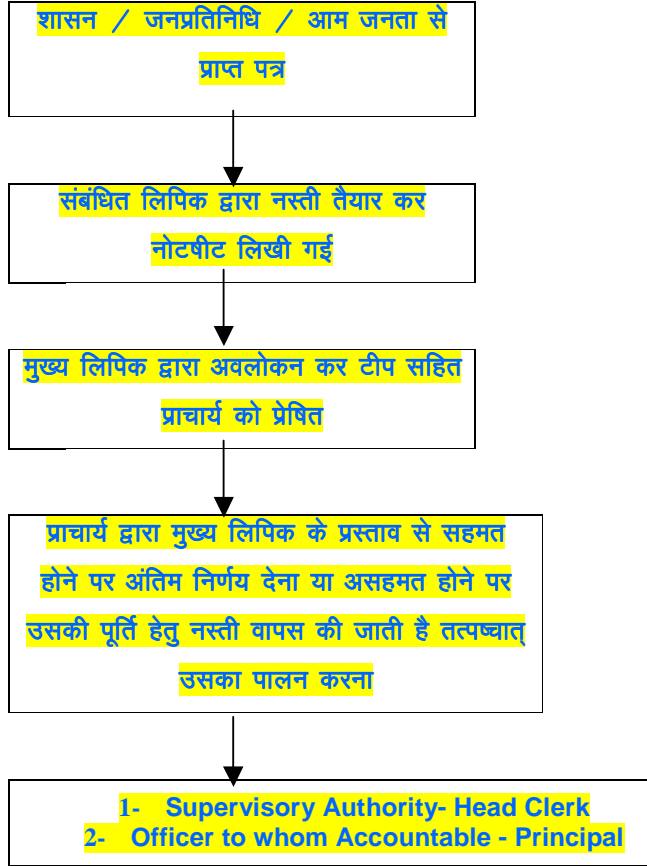 शासन / जनप्रतिनिधि / आम जनता से
प्राप्त पत्र
संबंधित लिपिक द्वारा नस्ती तैयार कर
नोटषीट लिखी गई
मुख्य लिपिक द्वारा अवलोकन कर टीप सहित
प्राचार्य को प्रेषित
प्राचार्य द्वारा मुख्य लिपिक के प्रस्ताव से सहमत
होने पर अंतिम निर्णय देना या असहमत होने पर
उसकी पूर्ति हेतु नस्ती वापस की जाती है तत्पष्चात्
उसका पालन करना
1- Supervisory Authority- Head Clerk
2- Officer to whom Accountable - Principal